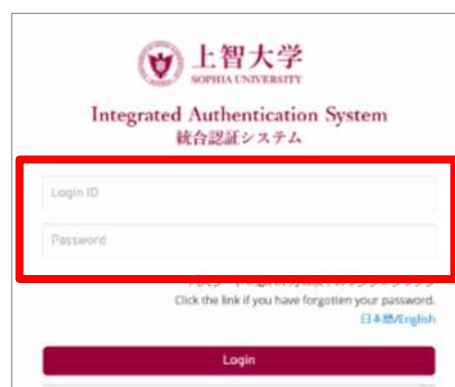 上智大学
SOPHIA UNIVERSITY
Integrated Authentication System
統合認証システム
Login ID
Password
Click the link if you have forgotten your password.
日本語/English
Login